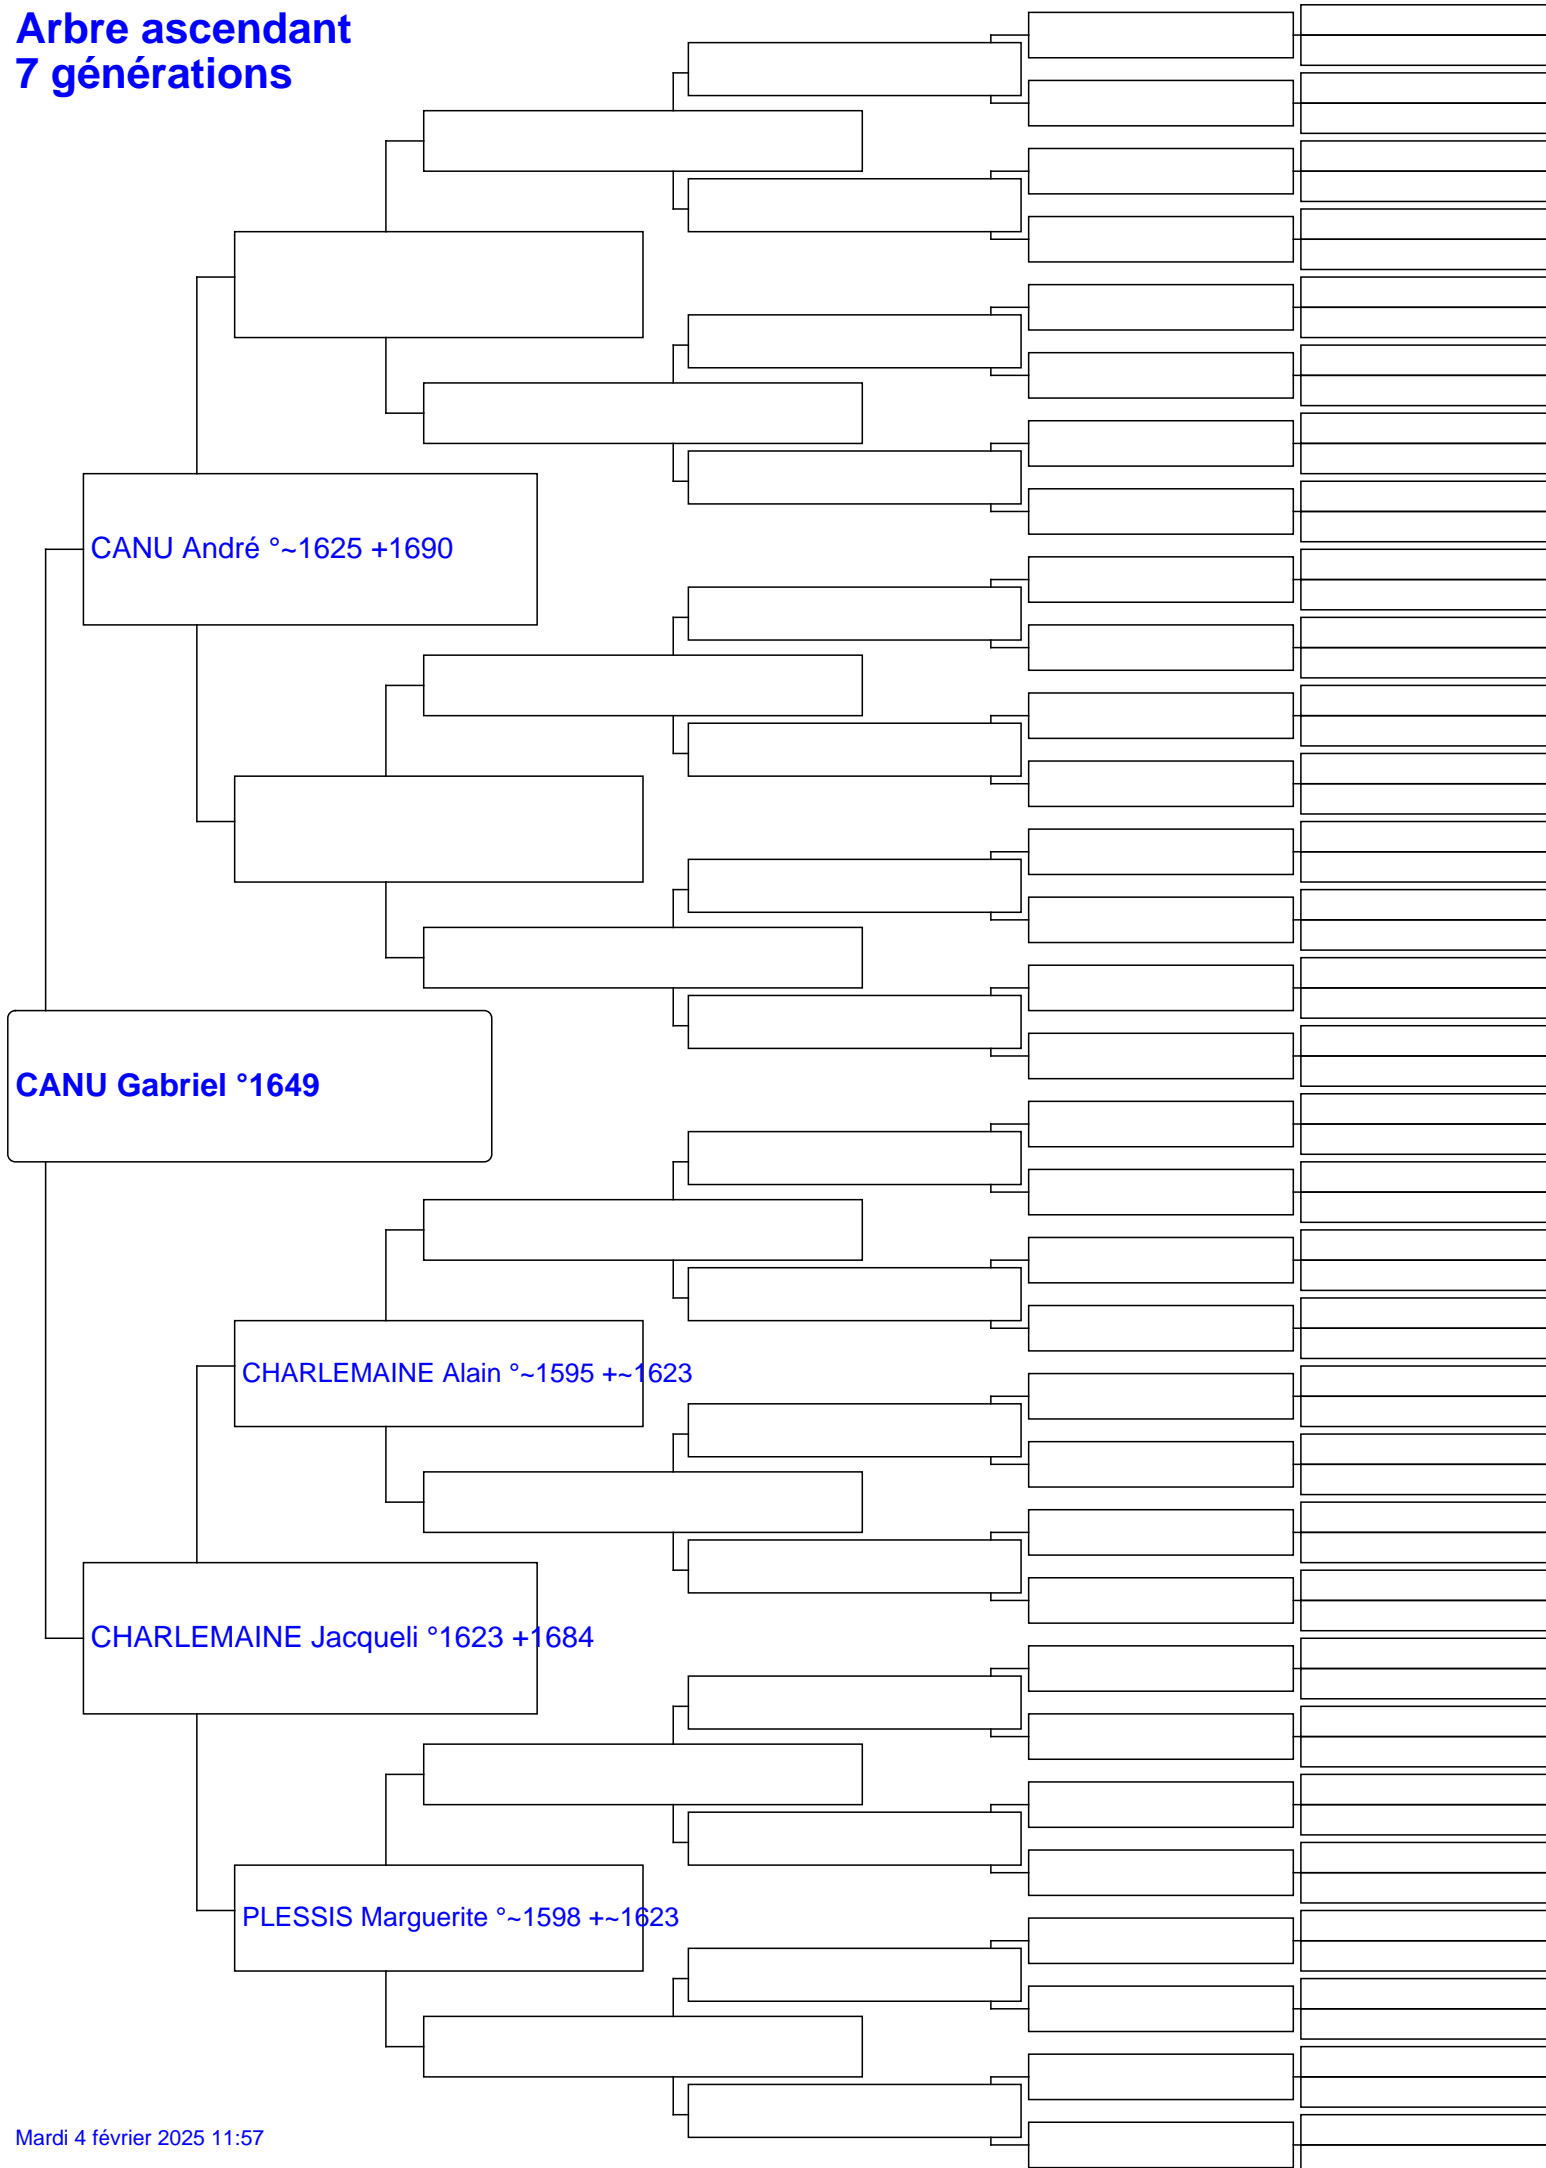 Arbre ascendant
7 générations
CANU André °~1625 +1690
CANU Gabriel °1649
CHARLEMAINE Alain °~1595 +~1623
CHARLEMAINE Jacqueli °1623 +1684
PLESSIS Marguerite °~1598 +~1623
Mardi 4 février 2025 11:57